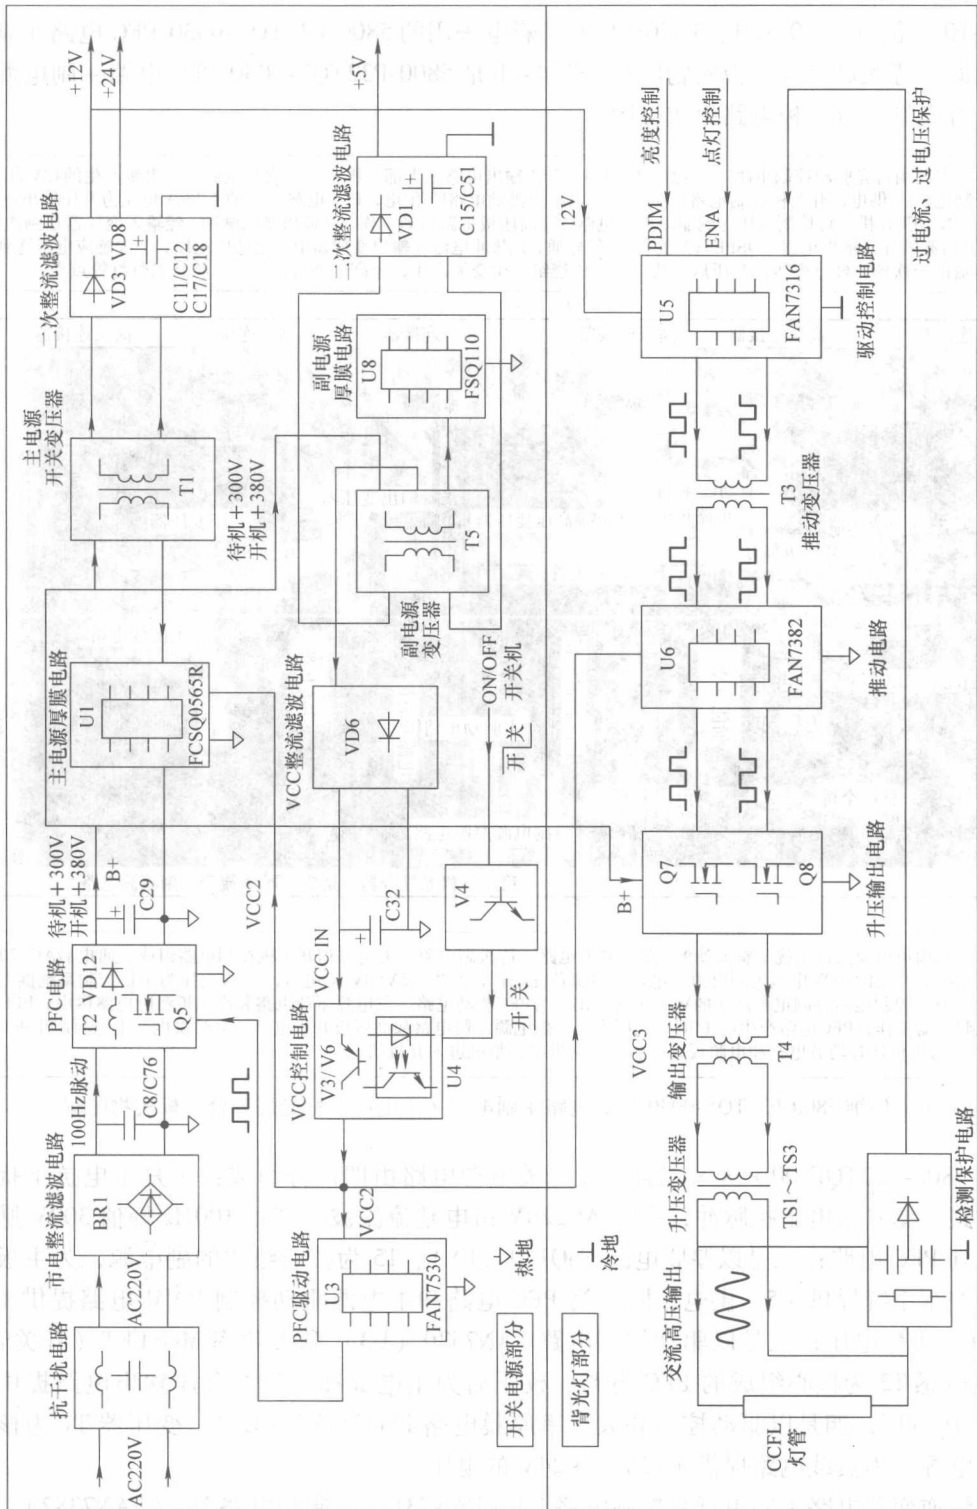 抗干扰电路
AC220V
AC220V
市电整流滤波电路
BR1
100Hz脉动
C8/C76
PFC电路
T2 VD17
Q5
待机+300V
开机+380V
B+
C29
主电源厚膜电路
U1
FCSQ0565R
主电源
开关变压器
T1
待机+300V
开机+380V
二次整流滤波电路
VD3 VD8
C11/C12
C17/C18
+12V
+24V
PFC驱动电路
U3
FAN7530
VCC2
VCC2
VCC控制电路
V3/V6
U4
VCC1N
C32
VCC整流滤波电路
VD6
开 关
V4
开 关
ON/OFF
开关机
副电源
变压器
T5
副电源
厚膜电路
U8
FSQ110
二次整流滤波电路
VD1
C15/C51
+5V
热地
冷地
开关电源部分
背光灯部分
12V
CCFL
灯管
交流高压输出
升压变压器
TS1～TS3
VCC3
输出变压器
T4
B+
Q7
Q8
升压输出电路
U6
FAN7382
推动电路
T3
推动变压器
U5
FAN7316
驱动控制电路
PDIM
亮度控制
ENA
点灯控制
过电流、过电压保护
检测保护电路